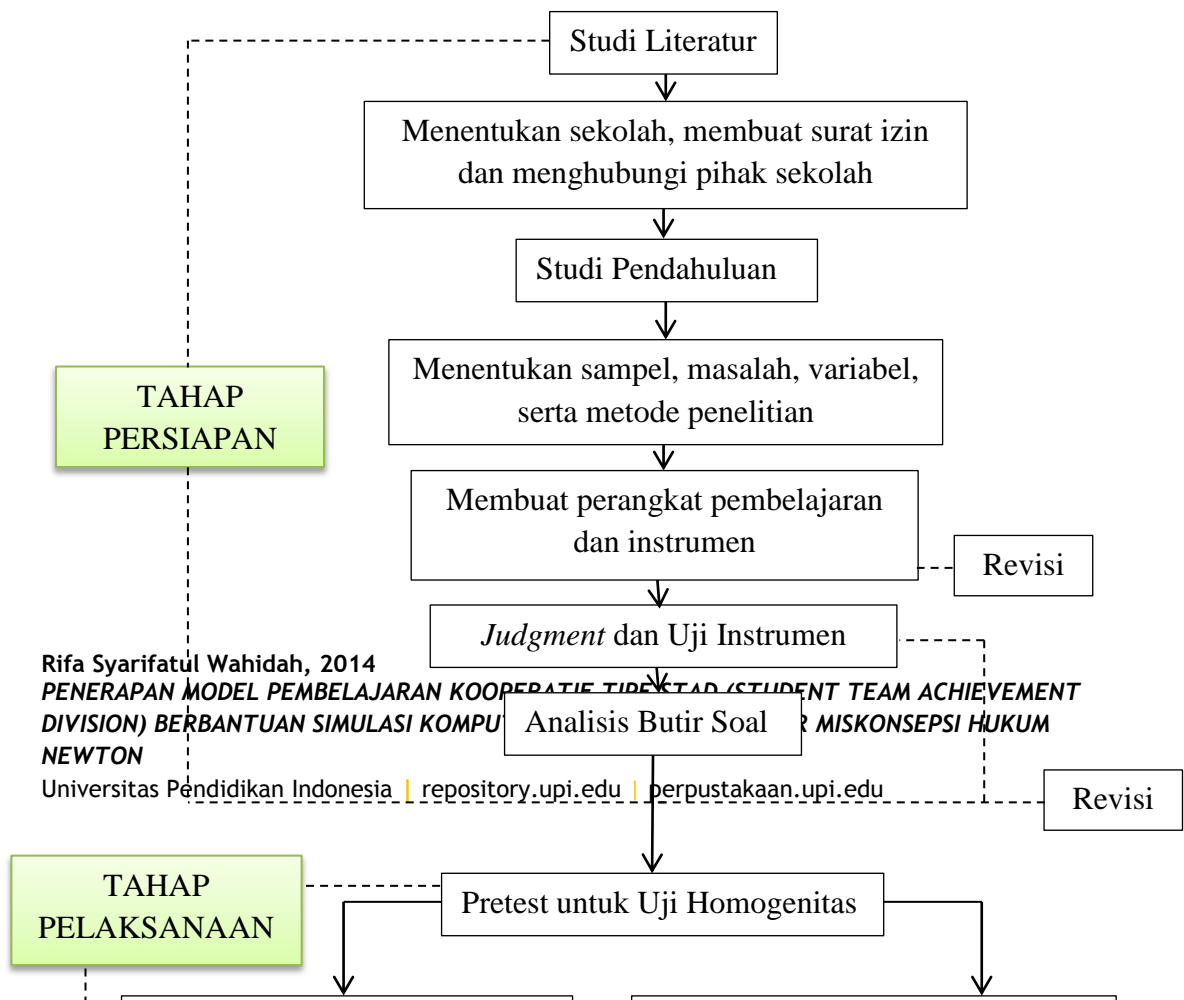 Studi Literatur
Menentukan sekolah, membuat surat izin
dan menghubungi pihak sekolah
Studi Pendahuluan
Menentukan sampel, masalah, variabel,
serta metode penelitian
TAHAP
PERSIAPAN
Membuat perangkat pembelajaran
dan instrumen
Revisi
Judgment dan Uji Instrumen
Rifa Syarifatul Wahidah, 2014
PENERAPAN MODEL PEMBELAJARAN KOOPERATIF TIPE STAD (STUDENT TEAM ACHIEVEMENT
DIVISION) BERBANTUAN SIMULASI KOMPU MISKONSEPSI HUKUM
NEWTON
Analisis Butir Soal
Universitas Pendidikan Indonesia | repository.upi.edu | perpustakaan.upi.edu
Revisi
TAHAP
PELAKSANAAN
Pretest untuk Uji Homogenitas